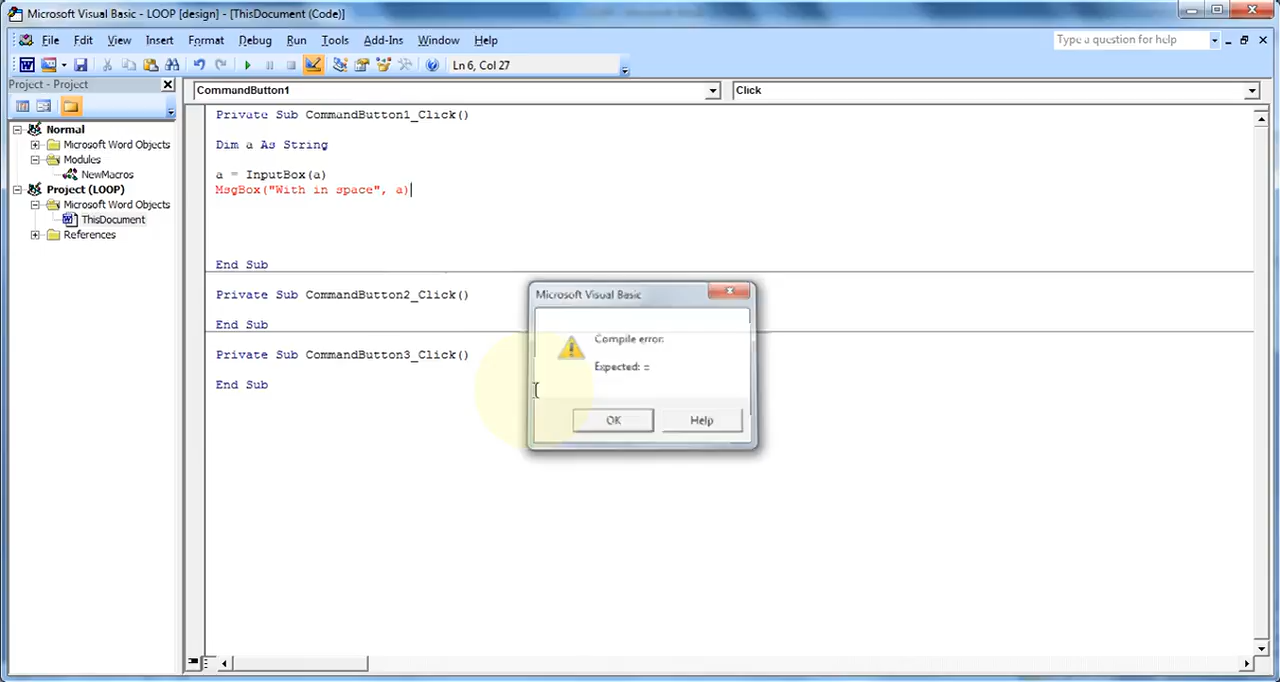 Microsoft Visual Basic - LOOP [design] - [ThisDocument (Code)]
File Edit View Insert Format Debug Run Tools Add-Ins Window Help
Type a question for help
Ln 6, Col 27
Project - Project
CommandButton1
Click
Normal
Microsoft Word Objects
Modules
NewMacros
Project (LOOP)
Microsoft Word Objects
ThisDocument
References
Private Sub CommandButton1_Click()
Dim a As String
a = InputBox(a)
MsgBox("With in space", a)
End Sub
Private Sub CommandButton2_Click()
End Sub
Private Sub CommandButton3_Click()
End Sub
Microsoft Visual Basic
Compile error:
Expected: =
OK
Help